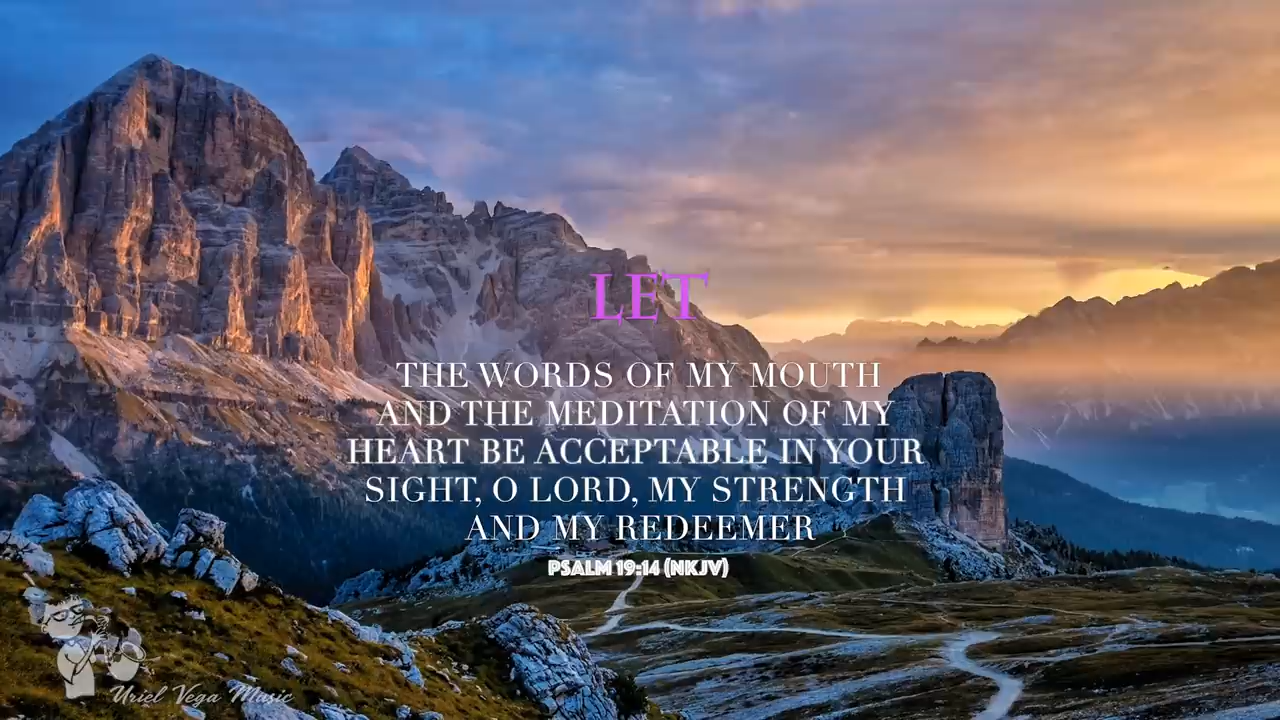 LET
THE WORDS OF MY MOUTH
AND THE MEDITATION OF MY
HEART BE ACCEPTABLE IN YOUR
SIGHT, O LORD, MY STRENGTH
AND MY REDEEMER
PSALM 19:14 (NKJV)
Uriel Vega Music